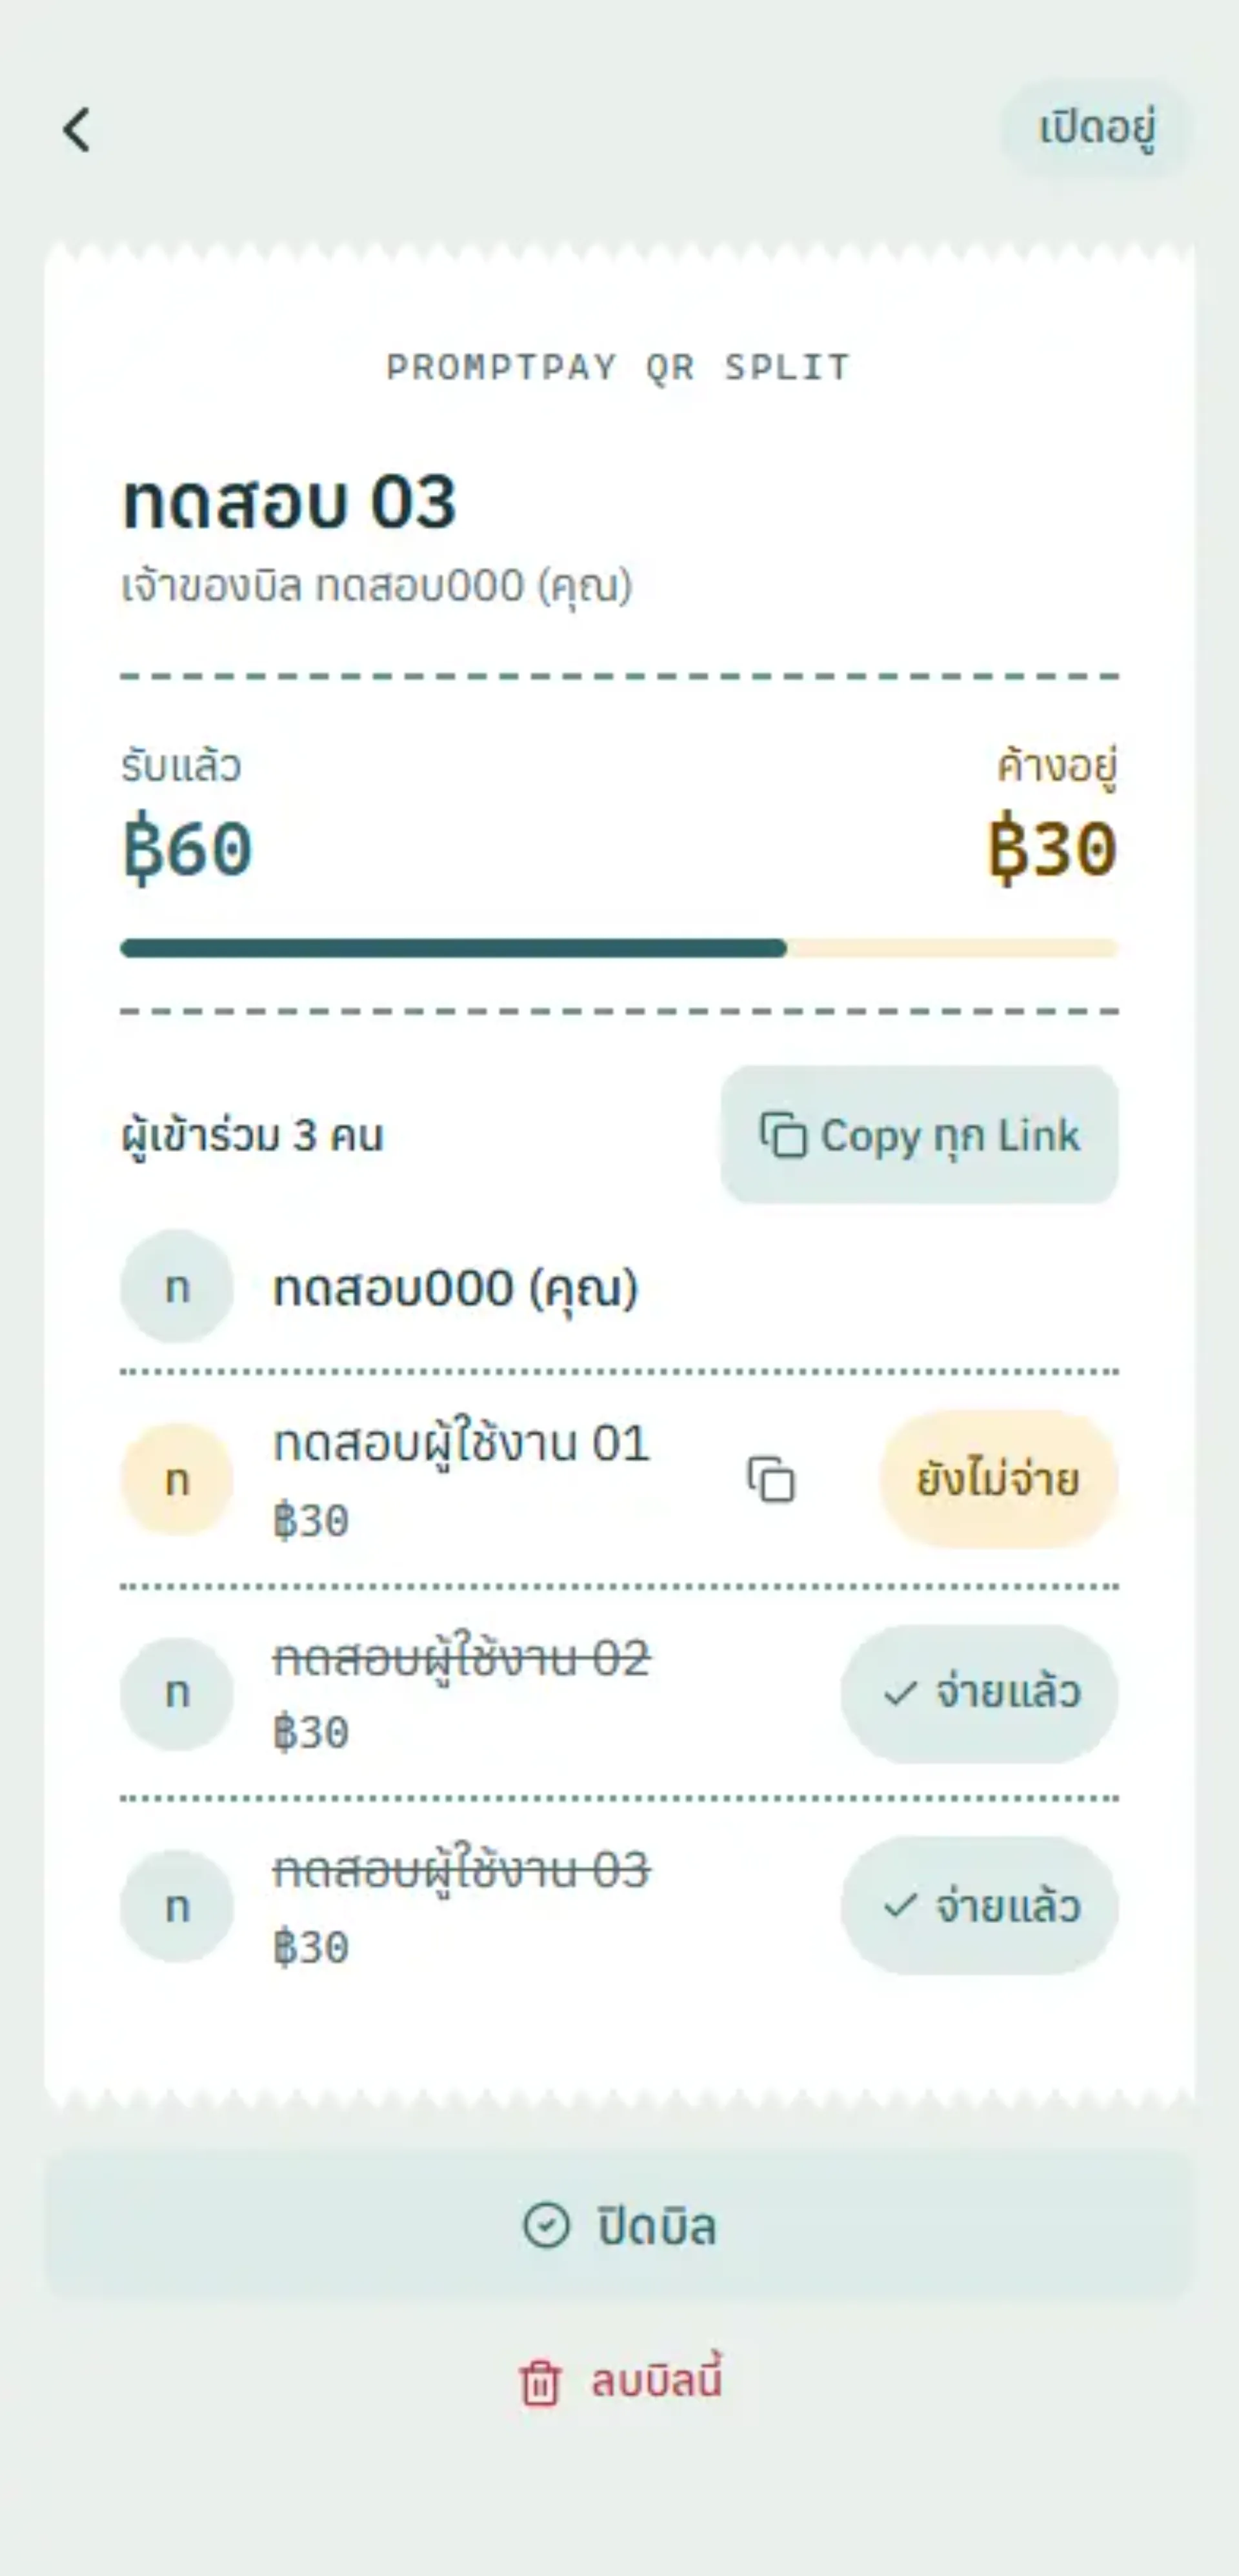 เปิดอยู่
PROMPTPAY QR SPLIT
ทดสอบ 03
เจ้าของบิล ทดสอบ000 (คุณ)
รับแล้ว ค้างอยู่
฿60 ฿30
ผู้เข้าร่วม 3 คน Copy ทุก Link
ท ทดสอบ000 (คุณ)
ท ทดสอบผู้ใช้งาน 01 ยังไม่จ่าย
฿30
ท ทดสอบผู้ใช้งาน 02 จ่ายแล้ว
฿30
ท ทดสอบผู้ใช้งาน 03 จ่ายแล้ว
฿30
ปิดบิล
ลบบิลนี้